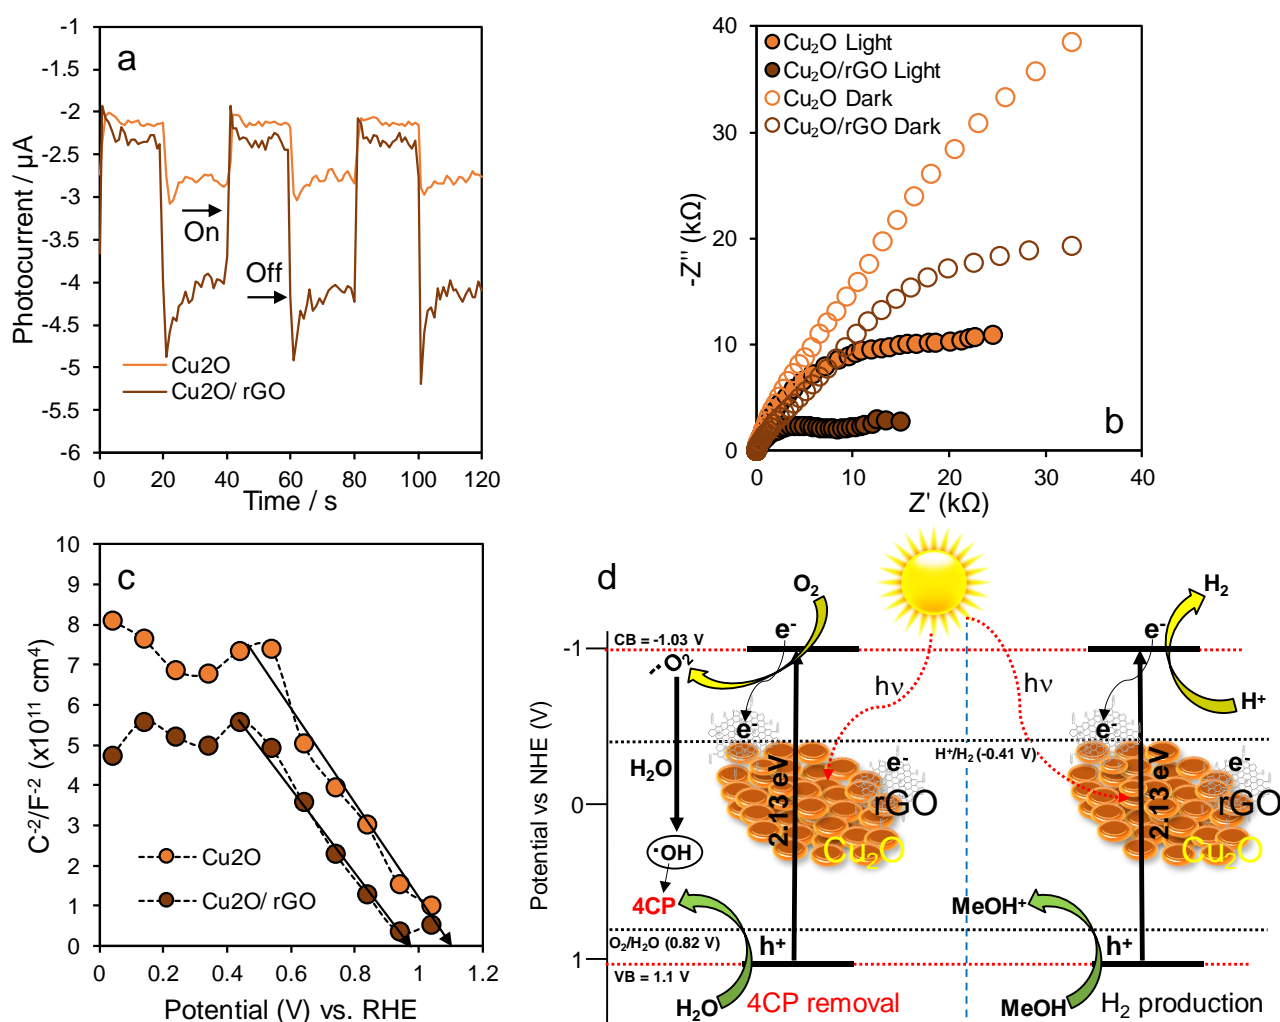 a
-1
-1.5
-2
-2.5
-3
-3.5
-4
-4.5
-5
-5.5
-6
Photocurrent / µA
On
Off
Cu2O
Cu2O/ rGO
0 20 40 60 80 100 120
Time / s
Cu₂O Light
Cu₂O/rGO Light
Cu₂O Dark
Cu₂O/rGO Dark
40
30
20
10
0
-Z'' (kΩ)
b
0 10 20 30 40
Z' (kΩ)
c
10
9
8
7
6
5
4
3
2
1
0
C⁻²/F⁻² (x10¹¹ cm⁴)
Cu2O
Cu2O/ rGO
0 0.2 0.4 0.6 0.8 1 1.2
Potential (V) vs. RHE
d
Potential vs NHE (V)
-1
0
1
CB = -1.03 V
O₂
e⁻
·⁻O₂
hν
hν
e⁻
H₂
H⁺
e⁻
e⁻
H⁺/H₂ (-0.41 V)
e⁻
e⁻
H₂O
2.13 eV
rGO
Cu₂O
2.13 eV
rGO
Cu₂O
·OH
4CP
MeOH⁺
O₂/H₂O (0.82 V)
h⁺
h⁺
VB = 1.1 V
H₂O
4CP removal
MeOH
H₂ production